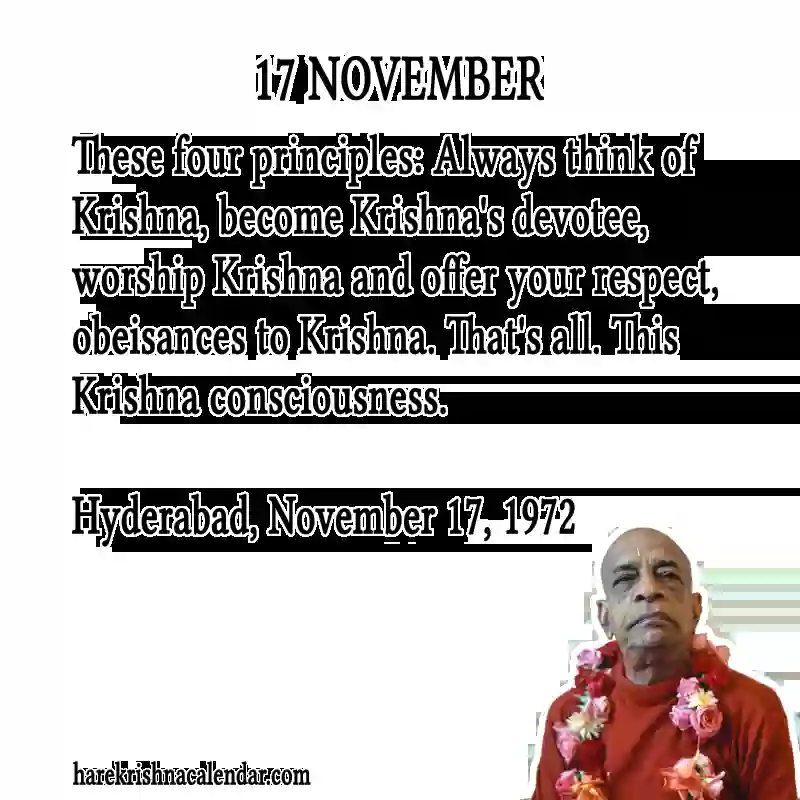 17 NOVEMBER
These four principles: Always think of
Krishna, become Krishna's devotee,
worship Krishna and offer your respect,
obeisances to Krishna. That's all. This
Krishna consciousness.
Hyderabad, November 17, 1972
harekrishnacalendar.com